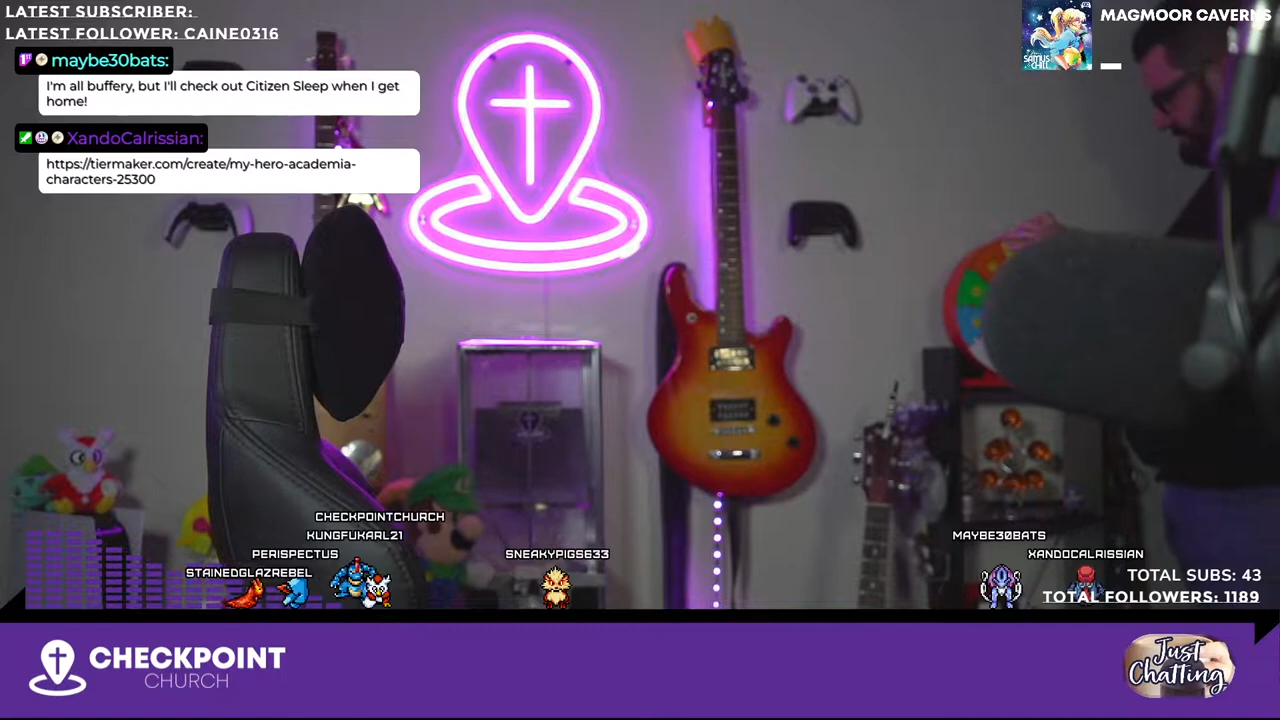 LATEST SUBSCRIBER:
LATEST FOLLOWER: CAINE0316
maybe30bats:
I'm all buffery, but I'll check out Citizen Sleep when I get
home!
XandoCalrissian:
https://tiermaker.com/create/my-hero-academia-
characters-25300
SAMUS
CHILL
MAGMOOR CAVERNS
CHECKPOINTCHURCH
KUNGFUKARL21
PERISPECTUS
STAINEDGLAZREBEL
SNEAKYPIGS633
MAYBE30BATS
XANDOCALRISSIAN
TOTAL SUBS: 43
TOTAL FOLLOWERS: 1189
CHECKPOINT
CHURCH
Just
Chatting